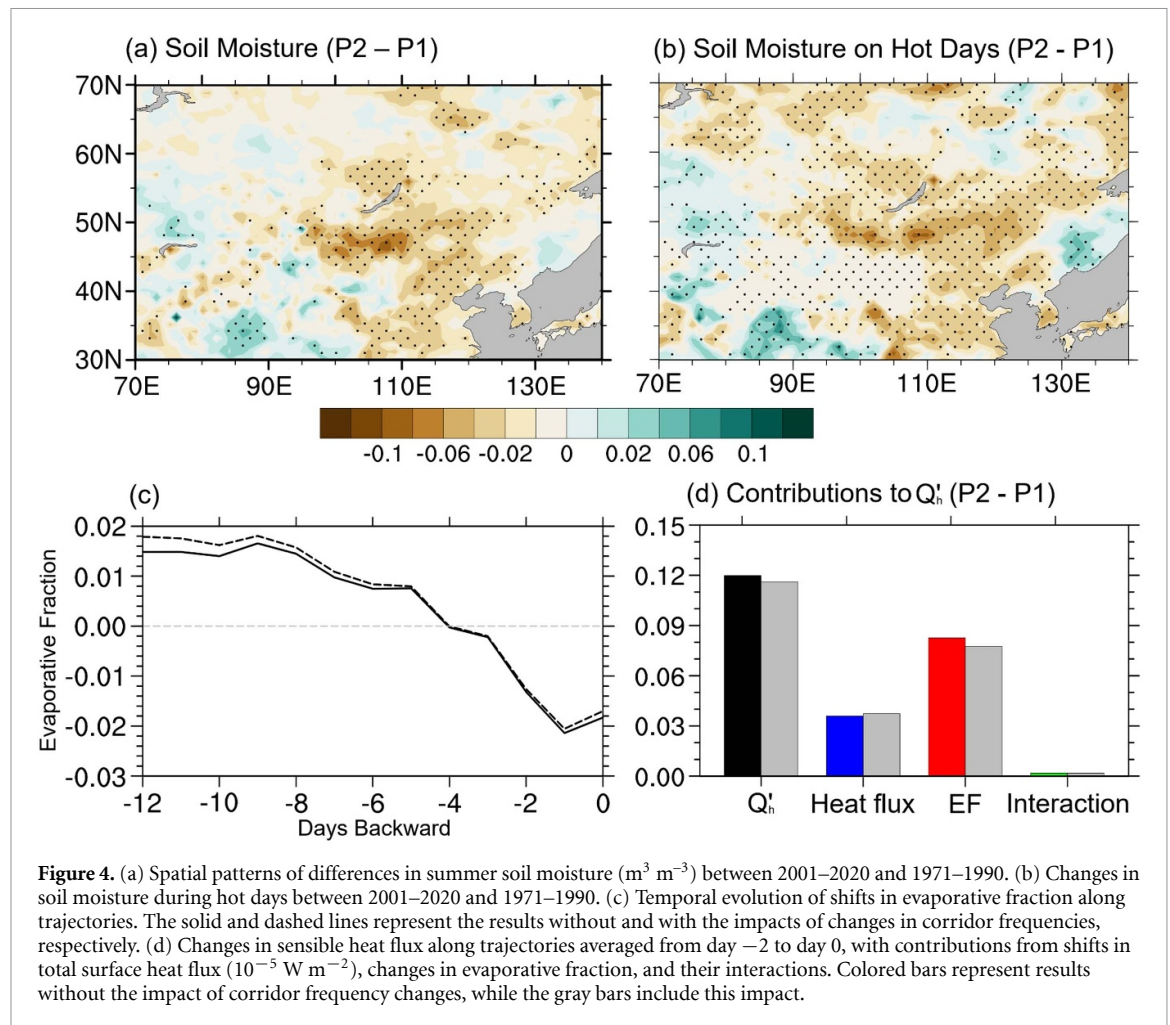 (a) Soil Moisture (P2 – P1)
(b) Soil Moisture on Hot Days (P2 - P1)
70N
60N
50N
40N
30N
70E 90E 110E 130E
70E 90E 110E 130E
-0.1 -0.06 -0.02 0 0.02 0.06 0.1
(c)
(d) Contributions to Q'h (P2 - P1)
Evaporative Fraction
0.02
0.01
0.00
-0.01
-0.02
-0.03
-12 -10 -8 -6 -4 -2 0
Days Backward
0.15
0.12
0.09
0.06
0.03
0.00
Q'h Heat flux EF Interaction
Figure 4. (a) Spatial patterns of differences in summer soil moisture (m³ m⁻³) between 2001–2020 and 1971–1990. (b) Changes in
soil moisture during hot days between 2001–2020 and 1971–1990. (c) Temporal evolution of shifts in evaporative fraction along
trajectories. The solid and dashed lines represent the results without and with the impacts of changes in corridor frequencies,
respectively. (d) Changes in sensible heat flux along trajectories averaged from day −2 to day 0, with contributions from shifts in
total surface heat flux (10⁻⁵ W m⁻²), changes in evaporative fraction, and their interactions. Colored bars represent results
without the impact of corridor frequency changes, while the gray bars include this impact.